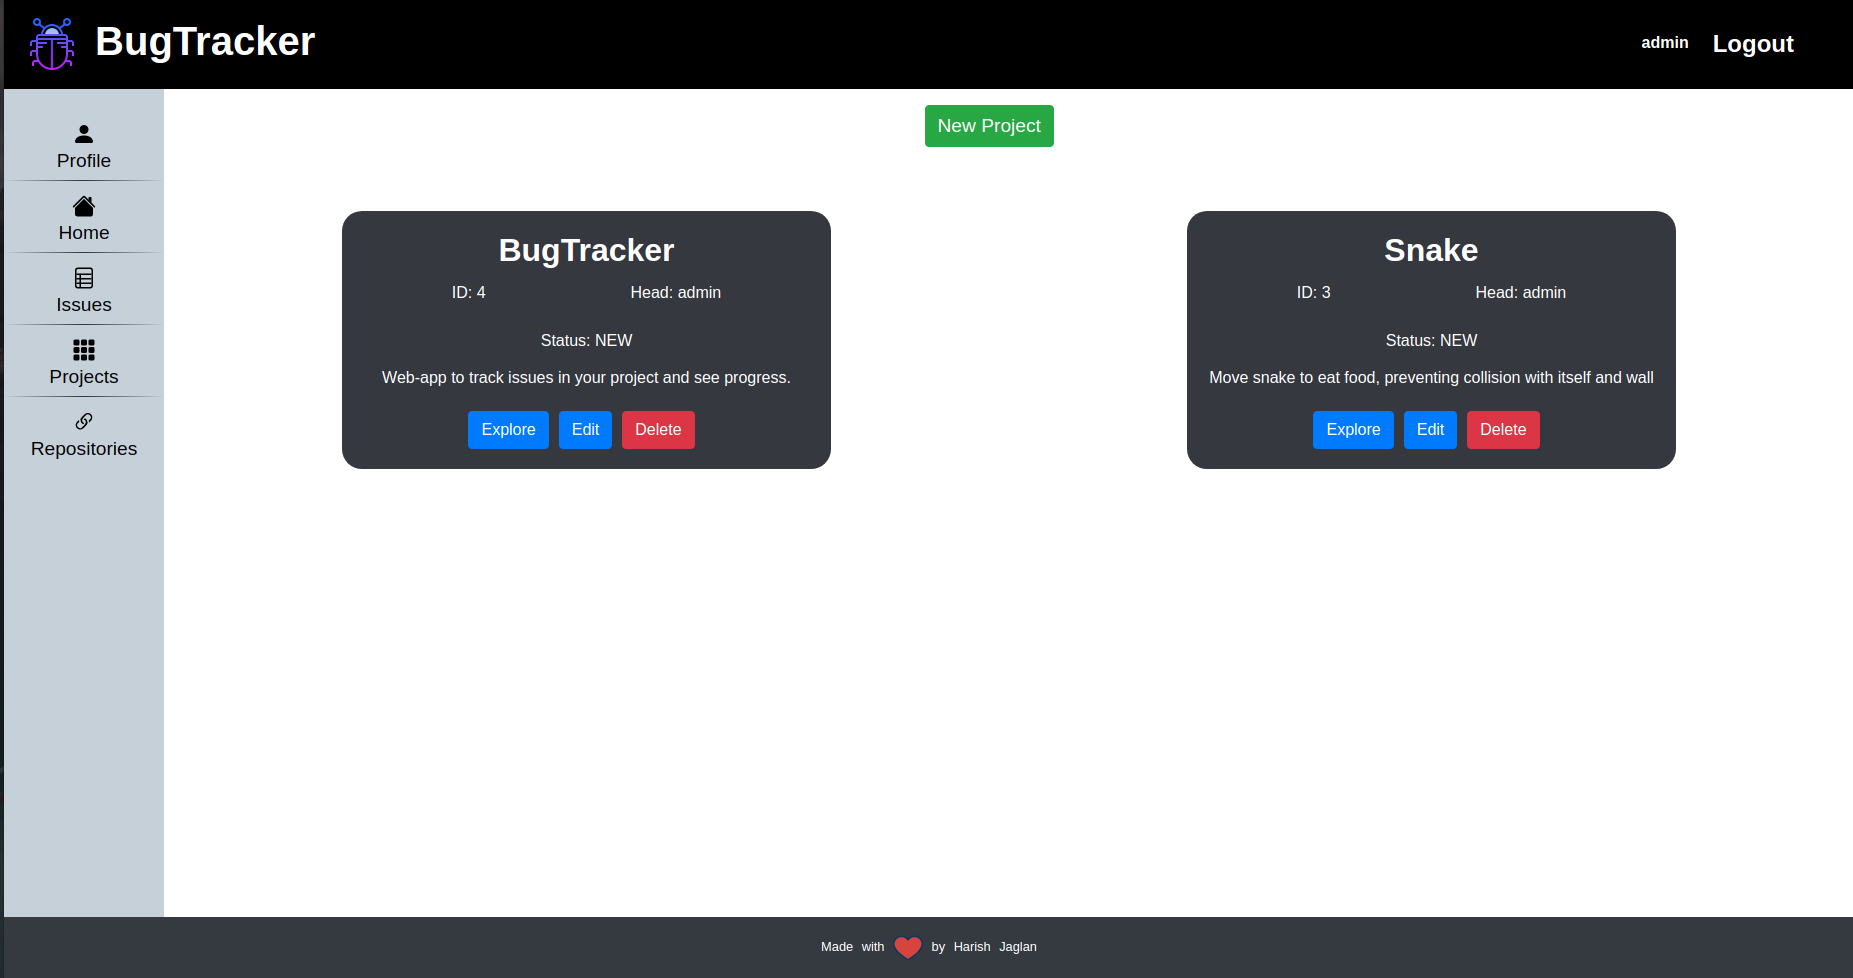 BugTracker
admin Logout
Profile
Home
Issues
Projects
Repositories
New Project
BugTracker
ID: 4 Head: admin
Status: NEW
Web-app to track issues in your project and see progress.
Explore Edit Delete
Snake
ID: 3 Head: admin
Status: NEW
Move snake to eat food, preventing collision with itself and wall
Explore Edit Delete
Made with by Harish Jaglan